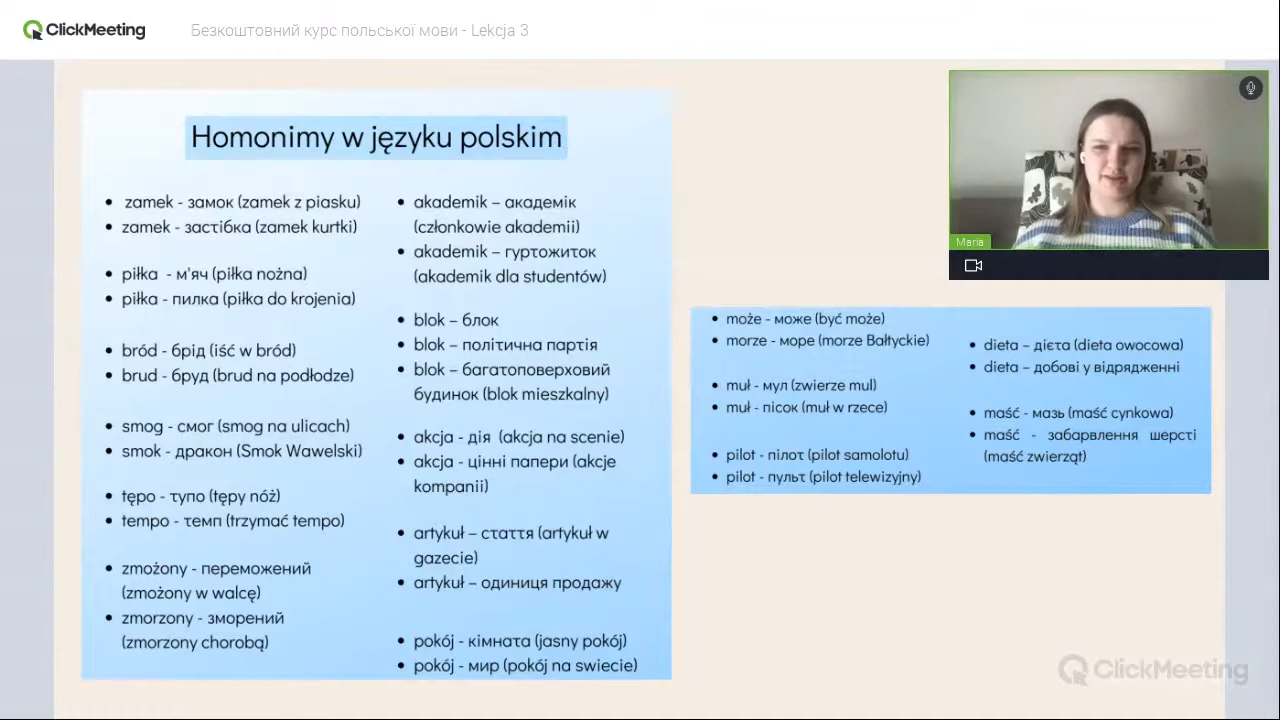 ClickMeeting
Безкоштовний курс польської мови - Lekcja 3
Homonimy w języku polskim
zamek - замок (zamek z piasku)
zamek - застібка (zamek kurtki)
piłka - м'яч (piłka nożna)
piłka - пилка (piłka do krojenia)
bród - брід (iść w bród)
brud - бруд (brud na podłodze)
smog - смог (smog na ulicach)
smok - дракон (Smok Wawelski)
tępo - тупо (tępy nóż)
tempo - темп (trzymać tempo)
zmożony - переможений
(zmożony w walcę)
zmorzony - зморений
(zmorzony chorobą)
akademik – академік
(członkowie akademii)
akademik – гуртожиток
(akademik dla studentów)
blok – блок
blok – політична партія
blok – багатоповерховий
будинок (blok mieszkalny)
akcja - дія (akcja na scenie)
akcja - цінні папери (akcje
kompanii)
artykuł – стаття (artykuł w
gazecie)
artykuł – одиниця продажу
pokój - кімната (jasny pokój)
pokój - мир (pokój na swiecie)
może - може (być może)
morze - море (morze Bałtyckie)
muł - мул (zwierze mul)
muł - пісок (muł w rzece)
pilot - пілот (pilot samolotu)
pilot - пульт (pilot telewizyjny)
dieta – дієта (dieta owocowa)
dieta – добові у відрядженні
maść - мазь (maść cynkowa)
maść - забарвлення шерсті
(maść zwierząt)
Maria
ClickMeeting